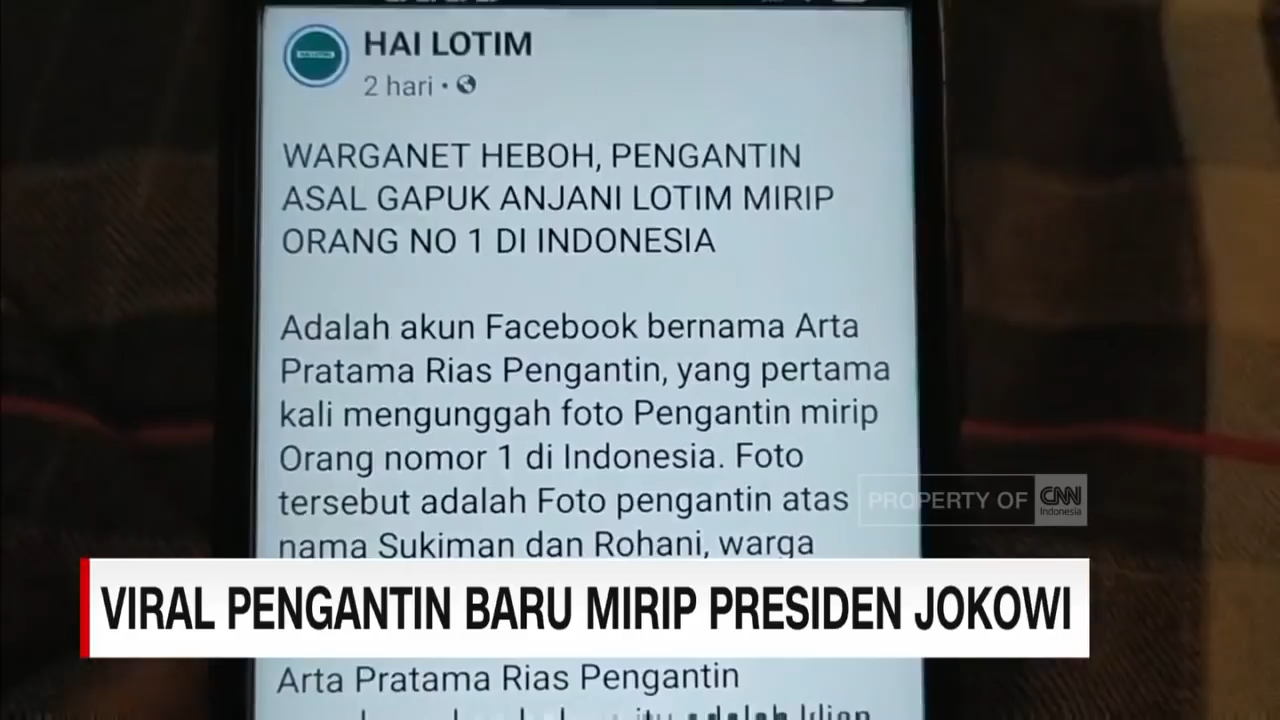 HAI LOTIM
2 hari •
WARGANET HEBOH, PENGANTIN
ASAL GAPUK ANJANI LOTIM MIRIP
ORANG NO 1 DI INDONESIA
Adalah akun Facebook bernama Arta
Pratama Rias Pengantin, yang pertama
kali mengunggah foto Pengantin mirip
Orang nomor 1 di Indonesia. Foto
tersebut adalah Foto pengantin atas
PROPERTY OF CNN Indonesia
nama Sukiman dan Rohani, warga
VIRAL PENGANTIN BARU MIRIP PRESIDEN JOKOWI
Arta Pratama Rias Pengantin